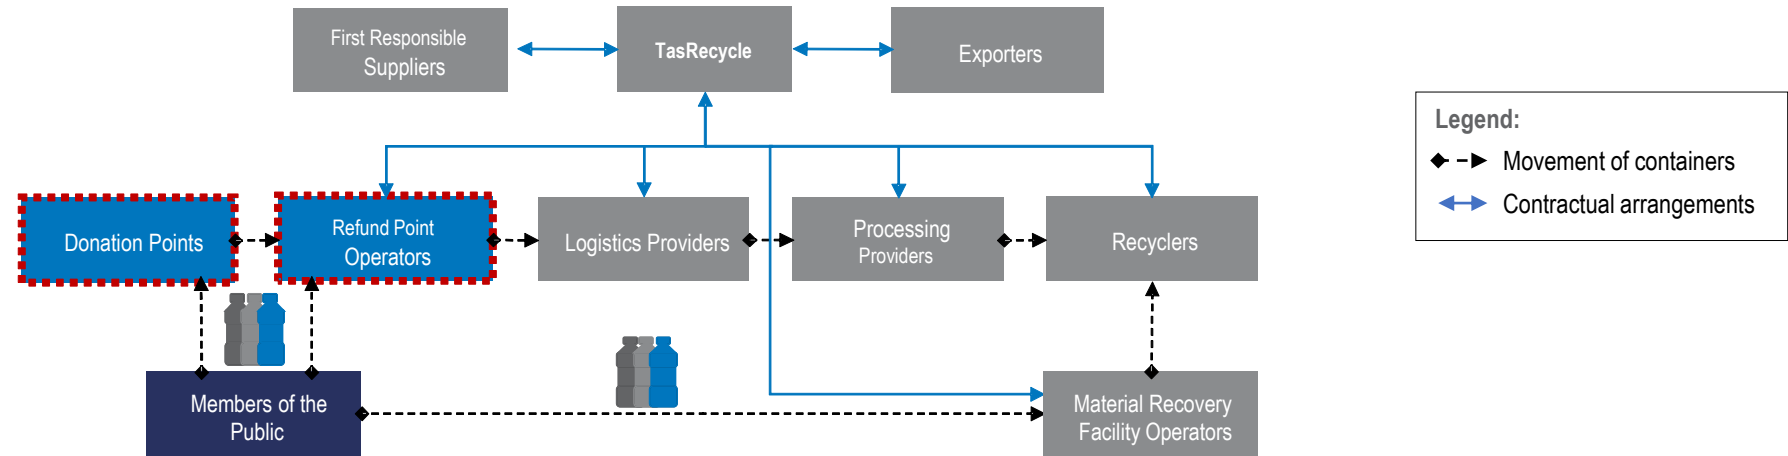 First Responsible
Suppliers
TasRecycle
Exporters
Legend:
Movement of containers
Contractual arrangements
Donation Points
Refund Point
Operators
Logistics Providers
Processing
Providers
Recyclers
Members of the
Public
Material Recovery
Facility Operators